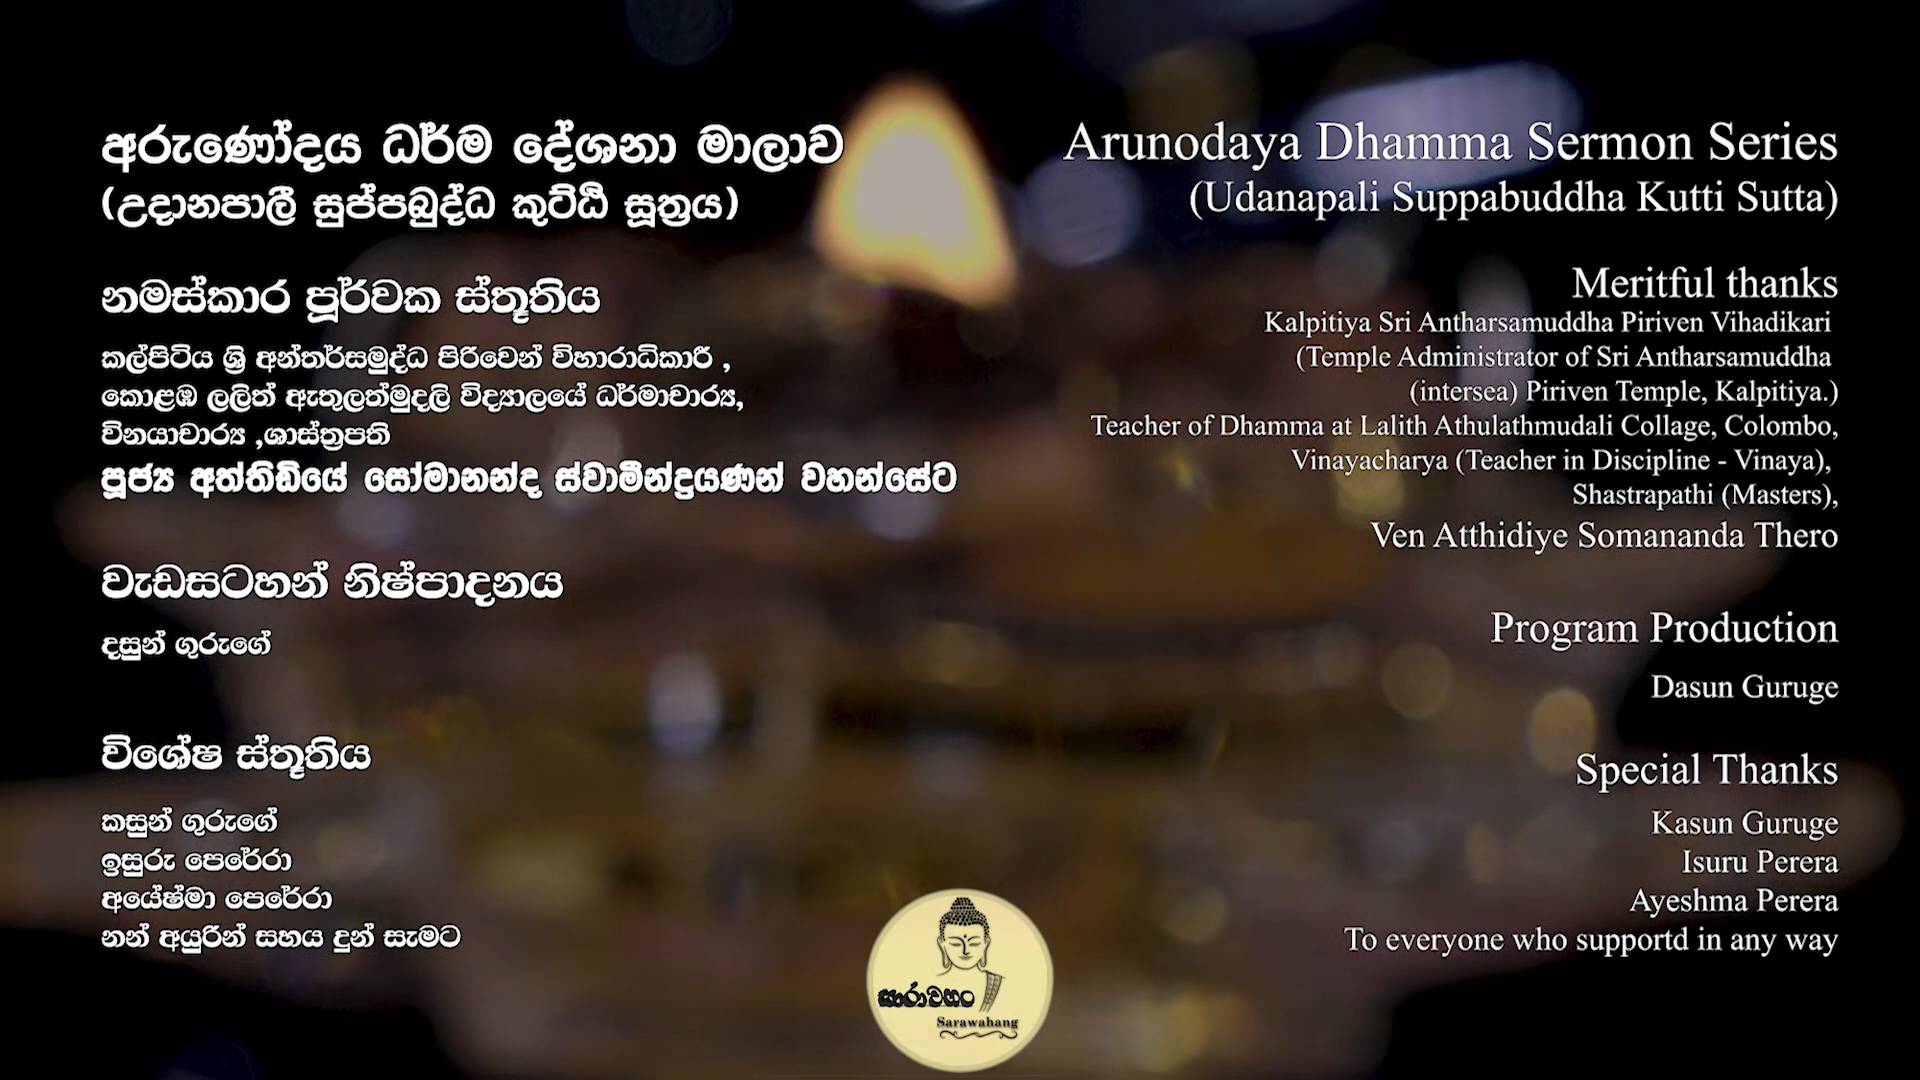 අරුණෝදය ධර්ම දේශනා මාලාව
(උදානපාලී සුප්පබුද්ධ කුට්ඨි සූත්‍රය)
නමස්කාර පූර්වක ස්තූතිය
කල්පිටිය ශ්‍රි අන්තර්සමුද්ධ පිරිවෙන් විහාරාධිකාරී ,
කොළඹ ලලිත් ඇතුලත්මුදලි විද්‍යාලයේ ධර්මාචාර්‍ය,
විනයාචාර්‍ය ,ශාස්ත්‍රපති
පූජ්‍ය අත්තිඩියේ සෝමානන්ද ස්වාමීන්ද්‍රයණන් වහන්සේට
වැඩසටහන් නිෂ්පාදනය
දසුන් ගුරුගේ
විශේෂ ස්තූතිය
කසුන් ගුරුගේ
ඉසුරු පෙරේරා
අයේෂ්මා පෙරේරා
නන් අයුරින් සහය දුන් සැමට
Arunodaya Dhamma Sermon Series
(Udanapali Suppabuddha Kutti Sutta)
Meritful thanks
Kalpitiya Sri Antharsamuddha Piriven Vihadikari
(Temple Administrator of Sri Antharsamuddha
(intersea) Piriven Temple, Kalpitiya.)
Teacher of Dhamma at Lalith Athulathmudali Collage, Colombo,
Vinayacharya (Teacher in Discipline - Vinaya),
Shastrapathi (Masters),
Ven Atthidiye Somananda Thero
Program Production
Dasun Guruge
Special Thanks
Kasun Guruge
Isuru Perera
Ayeshma Perera
To everyone who supportd in any way
සාරාවහං
Sarawahang